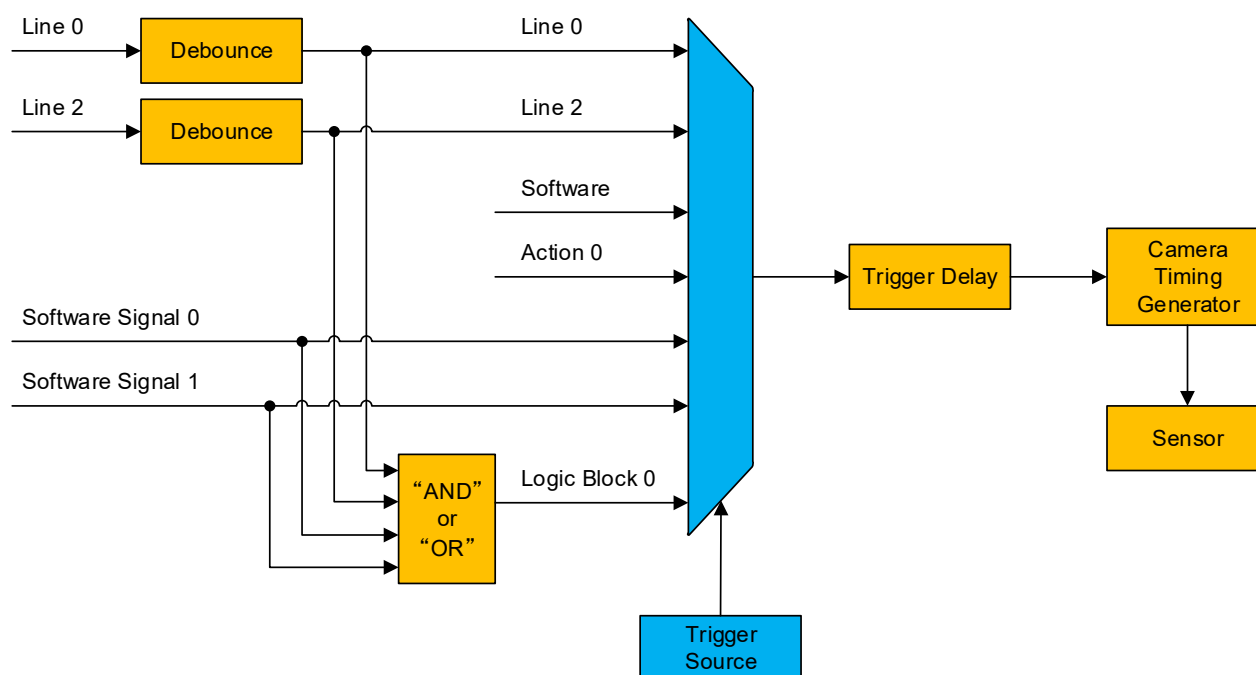 Line 0
Debounce
Line 0
Line 2
Debounce
Line 2
Software
Action 0
Software Signal 0
Software Signal 1
“AND”
or
“OR”
Logic Block 0
Trigger Delay
Camera
Timing
Generator
Sensor
Trigger
Source